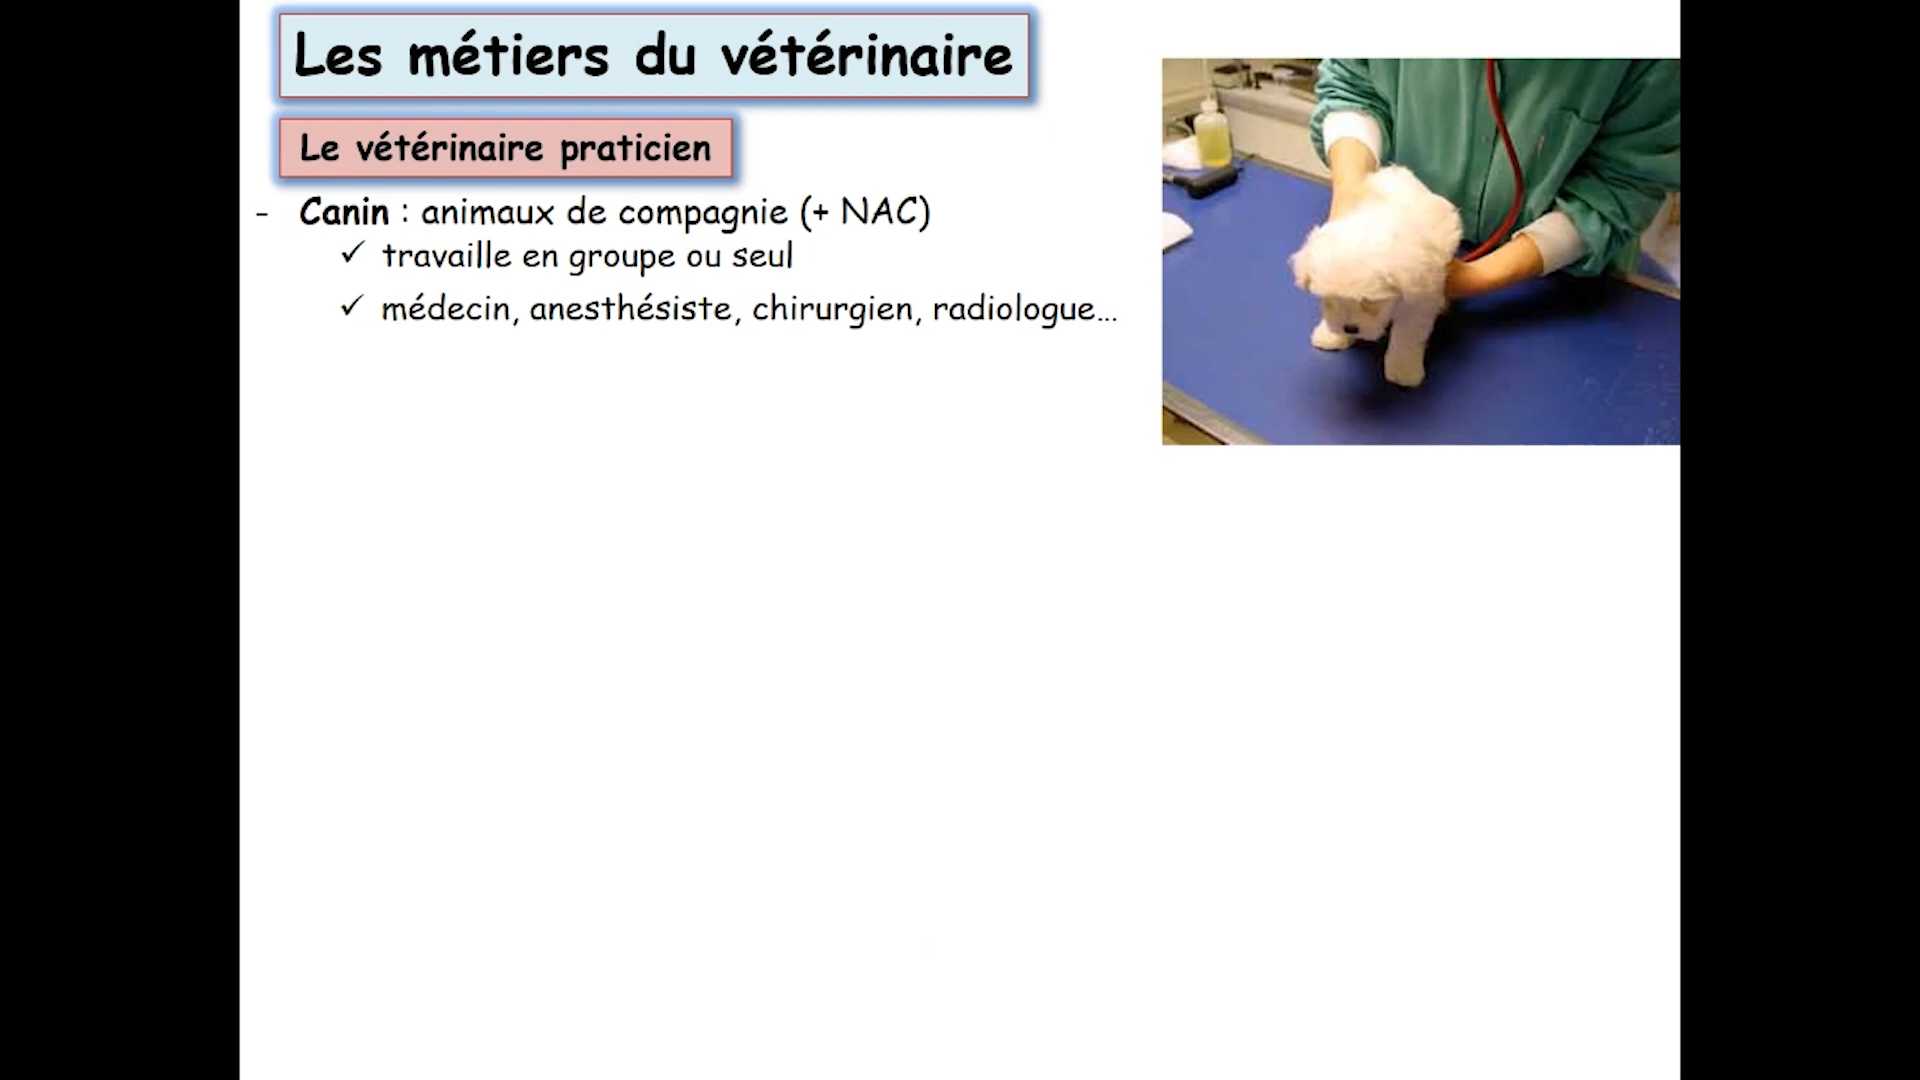 Les métiers du vétérinaire
Le vétérinaire praticien
- Canin : animaux de compagnie (+ NAC)
✓ travaille en groupe ou seul
✓ médecin, anesthésiste, chirurgien, radiologue...